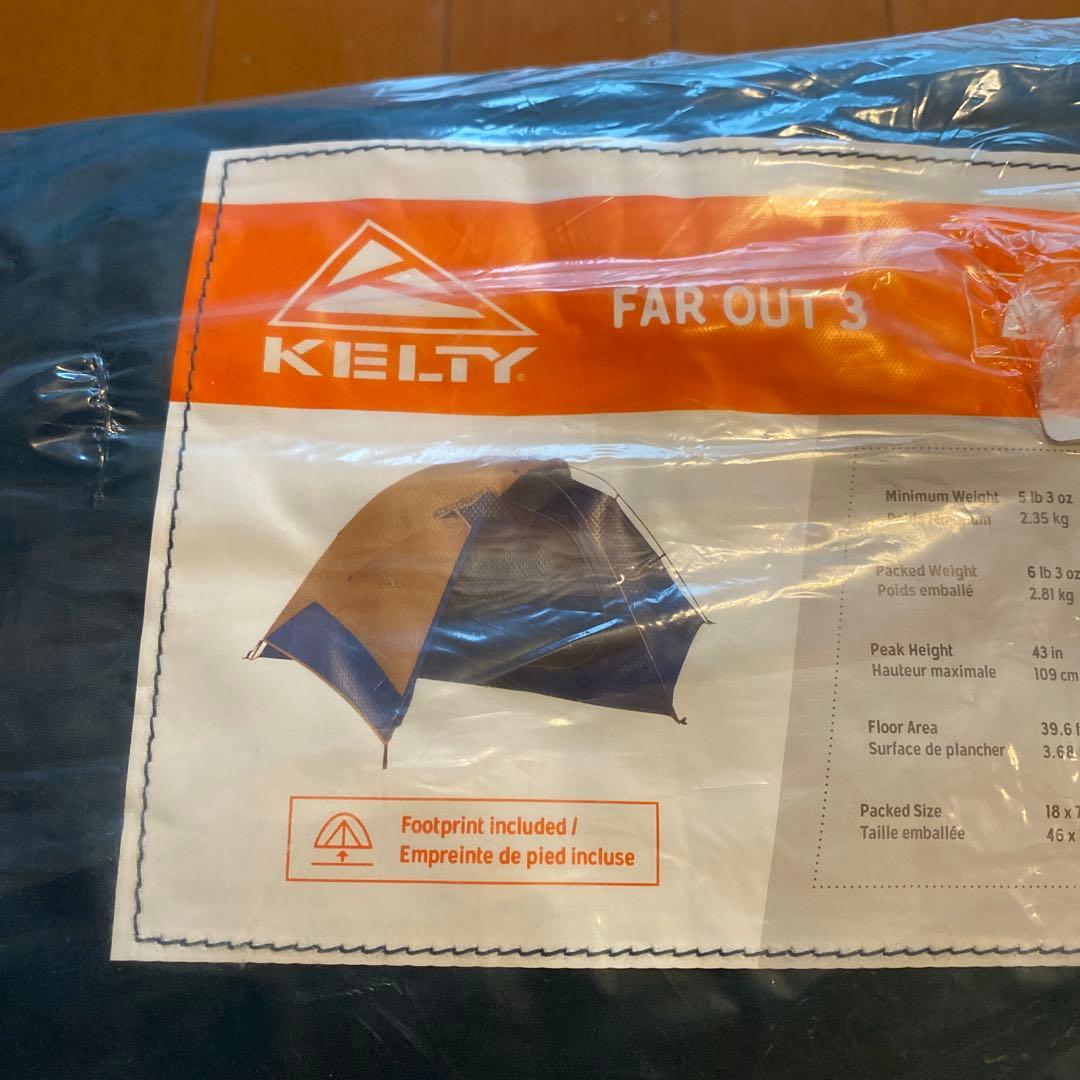 KELTY®
FAR OUT 3
Minimum Weight 5 lb 3 oz
Poids 2.35 kg
Packed Weight 6 lb 3 oz
Poids emballé 2.81 kg
Peak Height 43 in
Hauteur maximale 109 cm
Floor Area 39.6 f
Surface de plancher 3.68
Packed Size 18 x 7
Taille emballée 46 x
Footprint included /
Empreinte de pied incluse